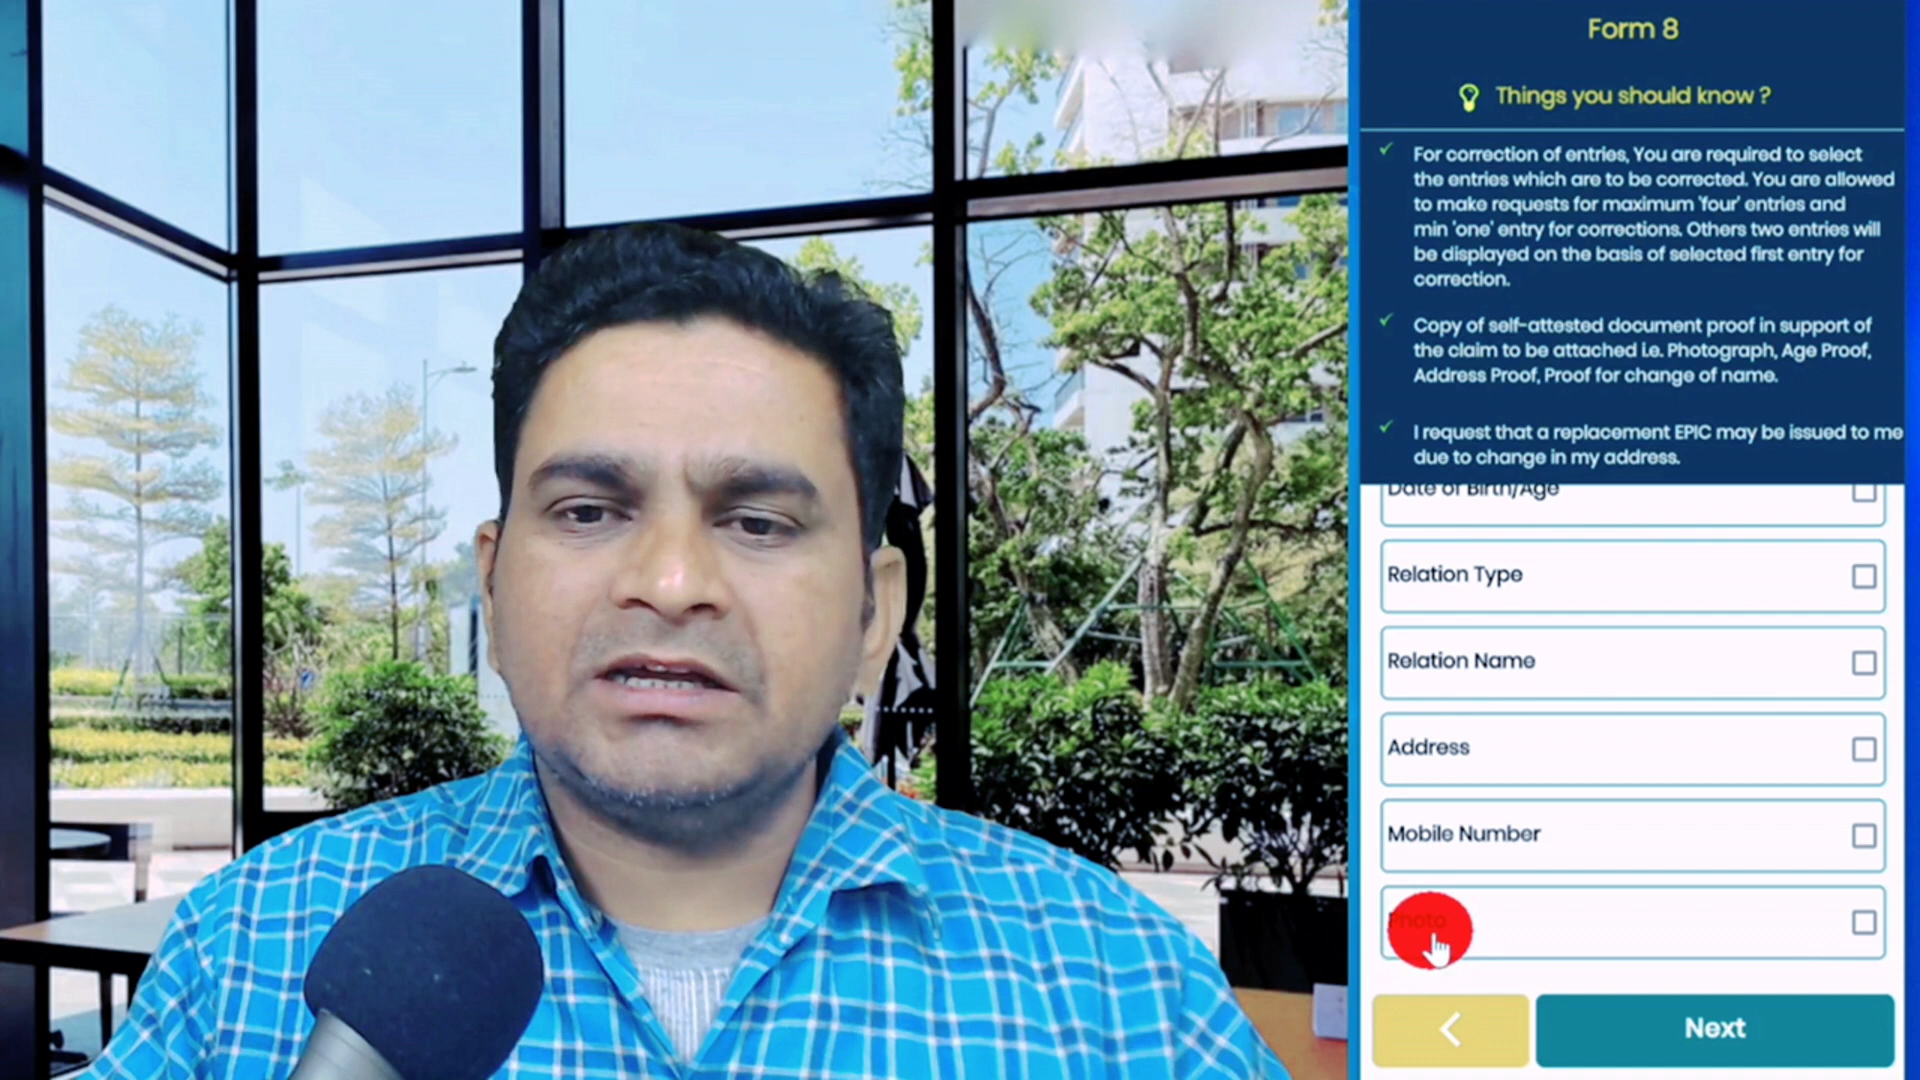 Form 8
Things you should know ?
For correction of entries, You are required to select
the entries which are to be corrected. You are allowed
to make requests for maximum 'four' entries and
min 'one' entry for corrections. Others two entries will
be displayed on the basis of selected first entry for
correction.
Copy of self-attested document proof in support of
the claim to be attached i.e. Photograph, Age Proof,
Address Proof, Proof for change of name.
I request that a replacement EPIC may be issued to me
due to change in my address.
Date of Birth/Age
Relation Type
Relation Name
Address
Mobile Number
Photo
Next